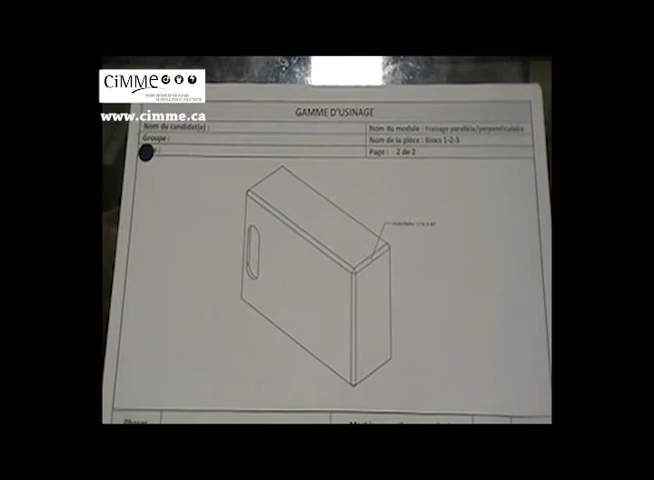 CiMME
www.cimme.ca
GAMME D'USINAGE
Nom du candidat(e) :
Nom du module : Fraisage parallèle/perpendiculaire
Groupe :
Nom de la pièce : Blocs 1-2-3
Page : 2 de 2
Phases